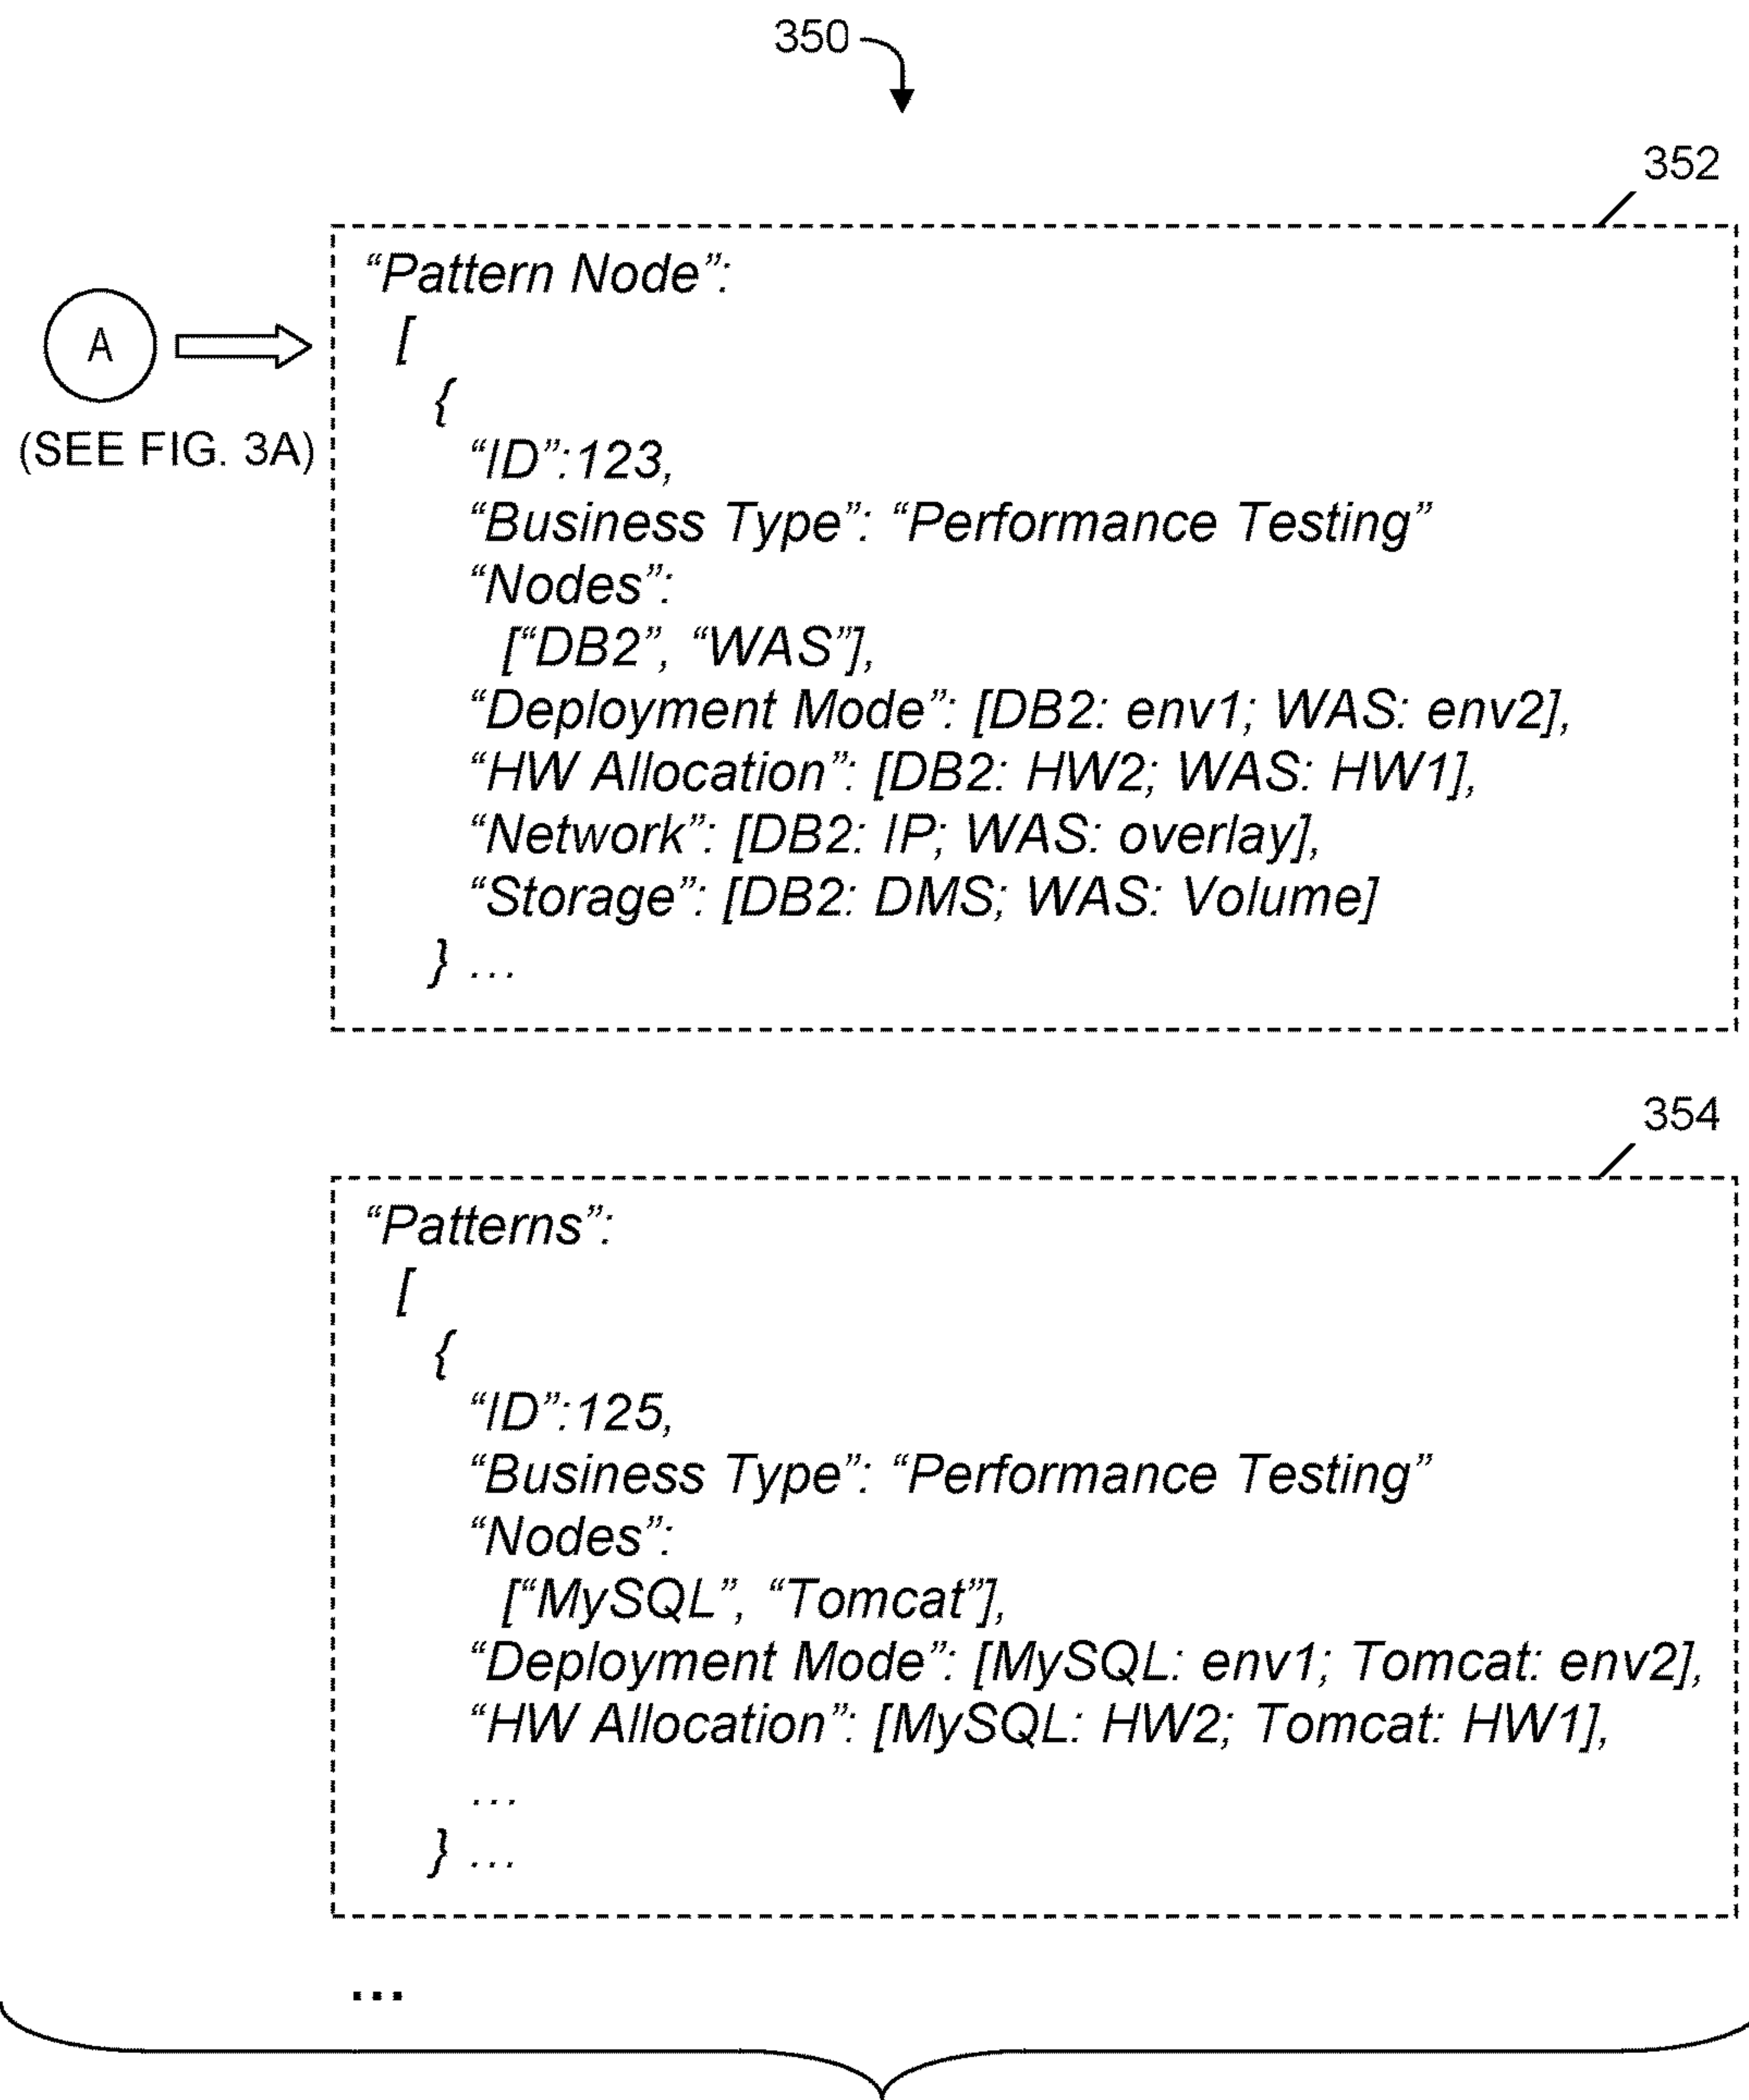 350
352
“Pattern Node”:
[
{
A
(SEE FIG. 3A)
“ID”:123,
“Business Type”: “Performance Testing”
“Nodes”:
[“DB2”, “WAS”],
“Deployment Mode”: [DB2: env1; WAS: env2],
“HW Allocation”: [DB2: HW2; WAS: HW1],
“Network”: [DB2: IP; WAS: overlay],
“Storage”: [DB2: DMS; WAS: Volume]
} ...
354
“Patterns”:
[
{
“ID”:125,
“Business Type”: “Performance Testing”
“Nodes”:
[“MySQL”, “Tomcat”],
“Deployment Mode”: [MySQL: env1; Tomcat: env2],
“HW Allocation”: [MySQL: HW2; Tomcat: HW1],
...
} ...
...